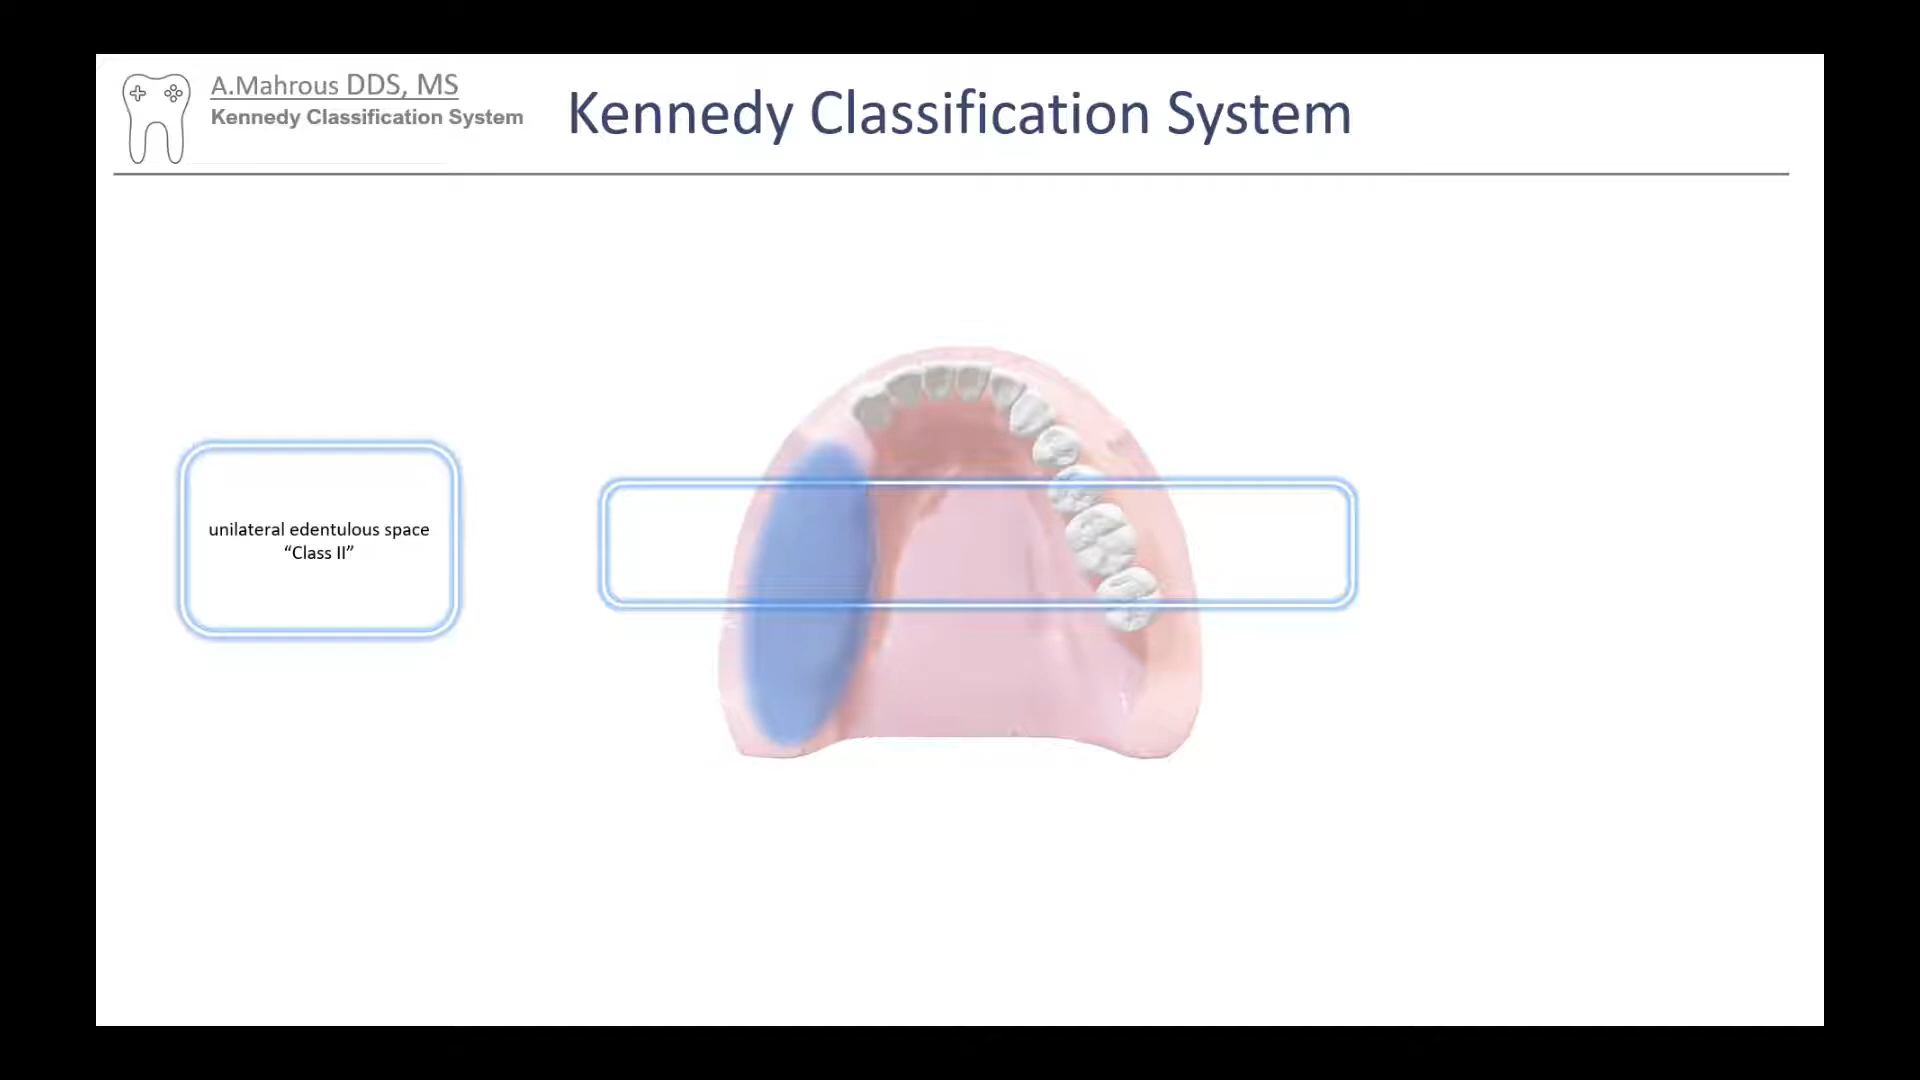 A.Mahrous DDS, MS
Kennedy Classification System
Kennedy Classification System
unilateral edentulous space
“Class II”